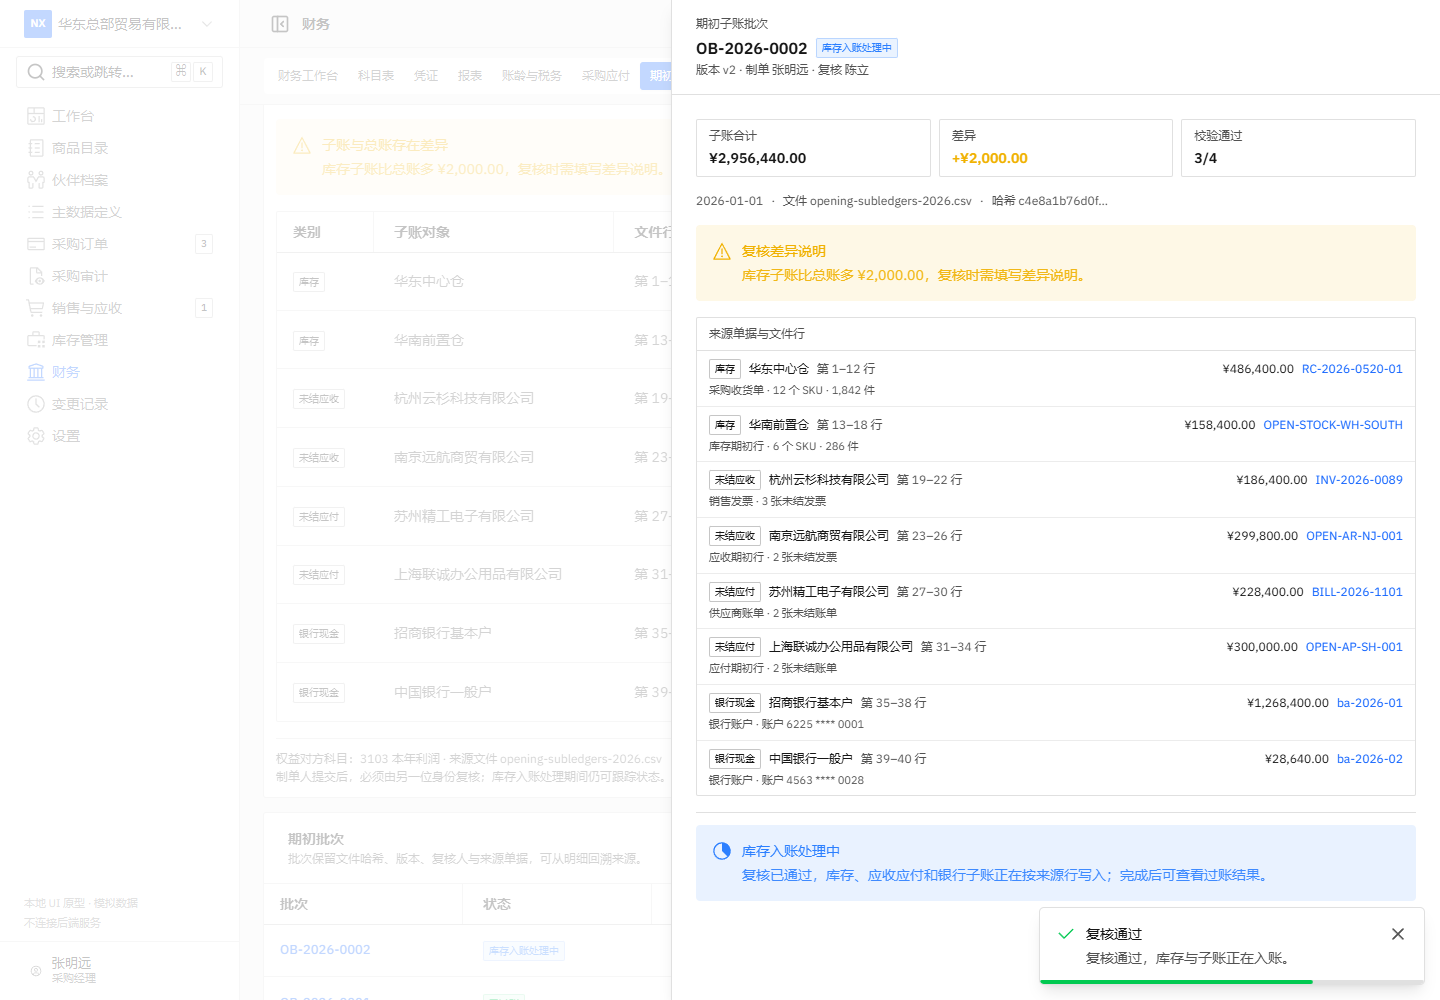 NX 华东总部贸易有限...
搜索或跳转... ⌘ K
工作台
商品目录
伙伴档案
主数据定义
采购订单 3
采购审计
销售与应收 1
库存管理
财务
变更记录
设置
本地 UI 原型 · 模拟数据
不连接后端服务
张明远
采购经理
财务
财务工作台 科目表 凭证 报表 账龄与税务 采购应付 期初
子账与总账存在差异
库存子账比总账多 ¥2,000.00，复核时需填写差异说明。
类别 子账对象 文件行
库存 华东中心仓 第 1–1
库存 华南前置仓 第 13–
未结应收 杭州云杉科技有限公司 第 19–
未结应收 南京远航商贸有限公司 第 23–
未结应付 苏州精工电子有限公司 第 27–
未结应付 上海联诚办公用品有限公司 第 31–
银行现金 招商银行基本户 第 35–
银行现金 中国银行一般户 第 39–
权益对方科目：3103 本年利润 · 来源文件 opening-subledgers-2026.csv
制单人提交后，必须由另一位身份复核；库存入账处理期间仍可跟踪状态。
期初批次
批次保留文件哈希、版本、复核人与来源单据，可从明细回溯来源。
批次 状态
OB-2026-0002 库存入账处理中
期初子账批次
OB-2026-0002 库存入账处理中
版本 v2 · 制单 张明远 · 复核 陈立
子账合计
¥2,956,440.00
差异
+¥2,000.00
校验通过
3/4
2026-01-01 · 文件 opening-subledgers-2026.csv · 哈希 c4e8a1b76d0f...
复核差异说明
库存子账比总账多 ¥2,000.00，复核时需填写差异说明。
来源单据与文件行
库存 华东中心仓 第 1–12 行 ¥486,400.00 RC-2026-0520-01
采购收货单 · 12 个 SKU · 1,842 件
库存 华南前置仓 第 13–18 行 ¥158,400.00 OPEN-STOCK-WH-SOUTH
库存期初行 · 6 个 SKU · 286 件
未结应收 杭州云杉科技有限公司 第 19–22 行 ¥186,400.00 INV-2026-0089
销售发票 · 3 张未结发票
未结应收 南京远航商贸有限公司 第 23–26 行 ¥299,800.00 OPEN-AR-NJ-001
应收期初行 · 2 张未结发票
未结应付 苏州精工电子有限公司 第 27–30 行 ¥228,400.00 BILL-2026-1101
供应商账单 · 2 张未结账单
未结应付 上海联诚办公用品有限公司 第 31–34 行 ¥300,000.00 OPEN-AP-SH-001
应付期初行 · 2 张未结账单
银行现金 招商银行基本户 第 35–38 行 ¥1,268,400.00 ba-2026-01
银行账户 · 账户 6225 **** 0001
银行现金 中国银行一般户 第 39–40 行 ¥28,640.00 ba-2026-02
银行账户 · 账户 4563 **** 0028
库存入账处理中
复核已通过，库存、应收应付和银行子账正在按来源行写入；完成后可查看过账结果。
复核通过
复核通过，库存与子账正在入账。